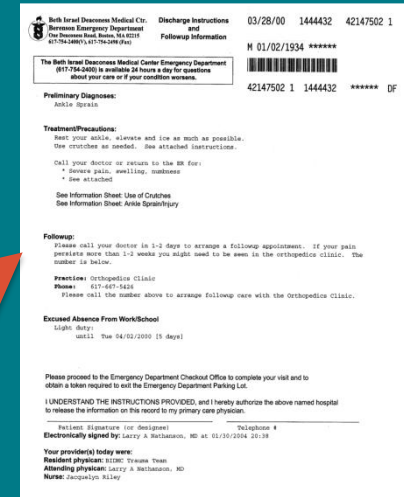 Beth Israel Deaconess Medical Ctr.
Berenson Emergency Department
One Deaconess Road, Boston, MA 02215
617-754-2400(V), 617-754-2498 (Fax)
Discharge Instructions
and
Followup Information
03/28/00 1444432 42147502 1
M 01/02/1934 ******
The Beth Israel Deaconess Medical Center Emergency Department
(617-754-2400) is available 24 hours a day for questions
about your care or if your condition worsens.
42147502 1 1444432 ****** DF
Preliminary Diagnoses:
Ankle Sprain
Treatment/Precautions:
Rest your ankle, elevate and ice as much as possible.
Use crutches as needed. See attached instructions.
Call your doctor or return to the ER for:
* Severe pain, swelling, numbness
* See attached
See Information Sheet: Use of Crutches
See Information Sheet: Ankle Sprain/Injury
Followup:
Please call your doctor in 1-2 days to arrange a followup appointment. If your pain
persists more than 1-2 weeks you might need to be seen in the orthopedics clinic. The
number is below.
Practice: Orthopedics Clinic
Phone: 617-667-5426
Please call the number above to arrange followup care with the Orthopedics Clinic.
Excused Absence From Work/School
Light duty:
until Tue 04/02/2000 [5 days]
Please proceed to the Emergency Department Checkout Office to complete your visit and to
obtain a token required to exit the Emergency Department Parking Lot.
I UNDERSTAND THE INSTRUCTIONS PROVIDED, and I hereby authorize the above named hospital
to release the information on this record to my primary care physician.
Patient Signature (or designee) Telephone #
Electronically signed by: Larry A Nathanson, MD at 01/30/2004 20:38
Your provider(s) today were:
Resident physican: BIDMC Trauma Team
Attending physican: Larry A Nathanson, MD
Nurse: Jacquelyn Riley